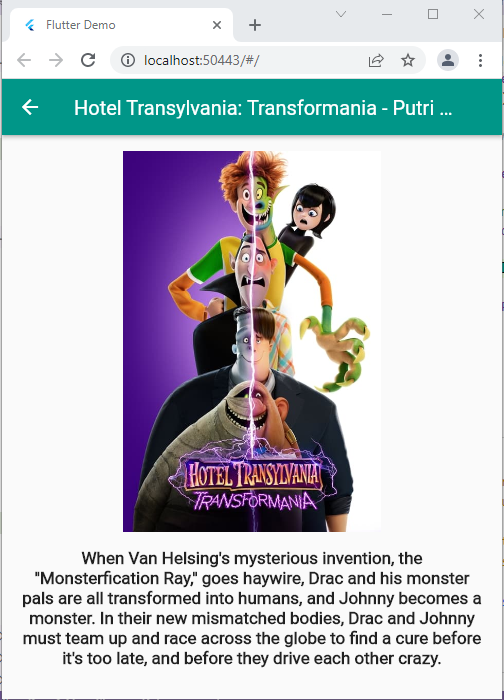 Flutter Demo
localhost:50443/#/
Hotel Transylvania: Transformania - Putri ...
HOTEL TRANSYLVANIA
TRANSFORMANIA
When Van Helsing's mysterious invention, the
"Monsterfication Ray," goes haywire, Drac and his monster
pals are all transformed into humans, and Johnny becomes a
monster. In their new mismatched bodies, Drac and Johnny
must team up and race across the globe to find a cure before
it's too late, and before they drive each other crazy.